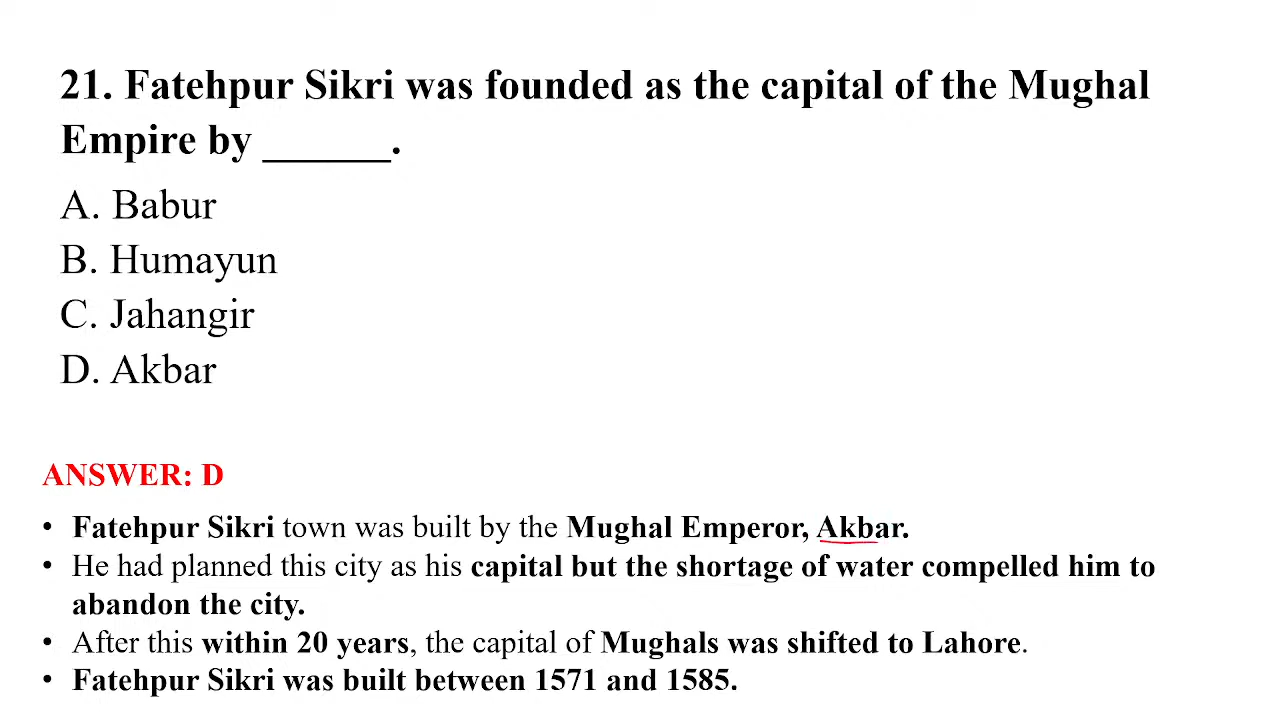 21. Fatehpur Sikri was founded as the capital of the Mughal
Empire by ______.
A. Babur
B. Humayun
C. Jahangir
D. Akbar
ANSWER: D
• Fatehpur Sikri town was built by the Mughal Emperor, Akbar.
• He had planned this city as his capital but the shortage of water compelled him to
abandon the city.
• After this within 20 years, the capital of Mughals was shifted to Lahore.
• Fatehpur Sikri was built between 1571 and 1585.